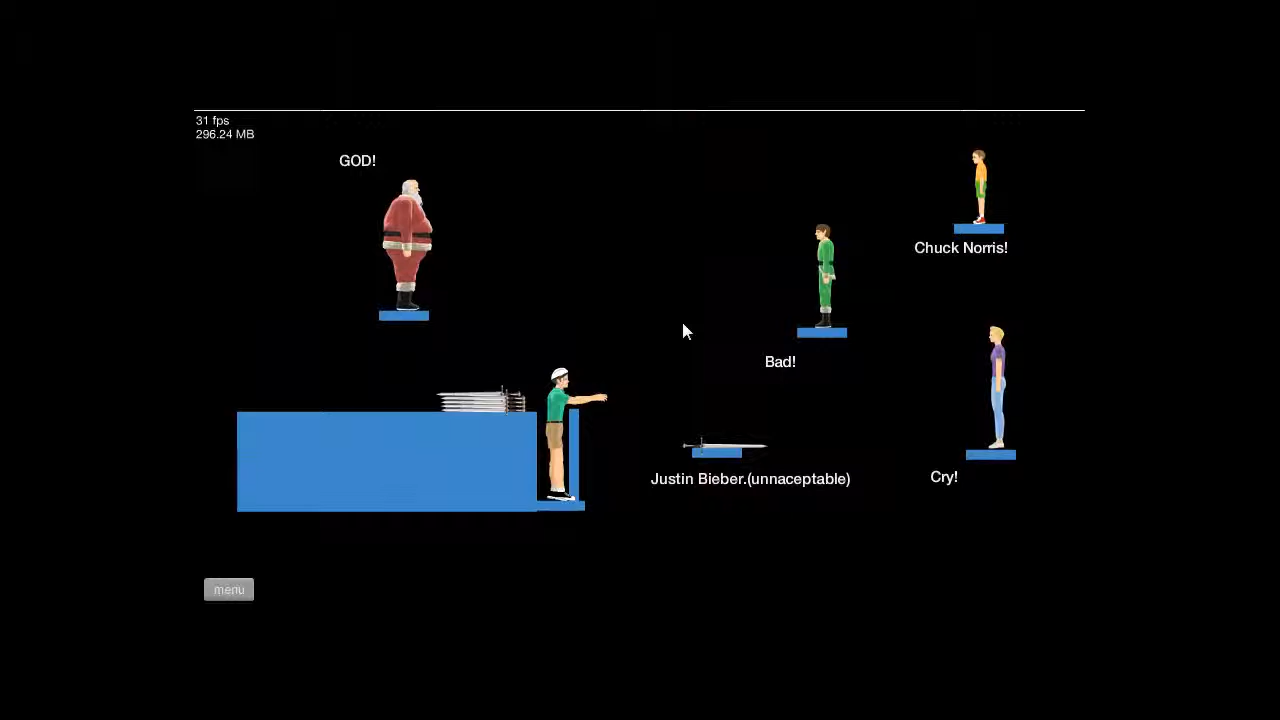 31 fps
296.24 MB
GOD!
Chuck Norris!
Bad!
Justin Bieber.(unnaceptable)
Cry!
menu